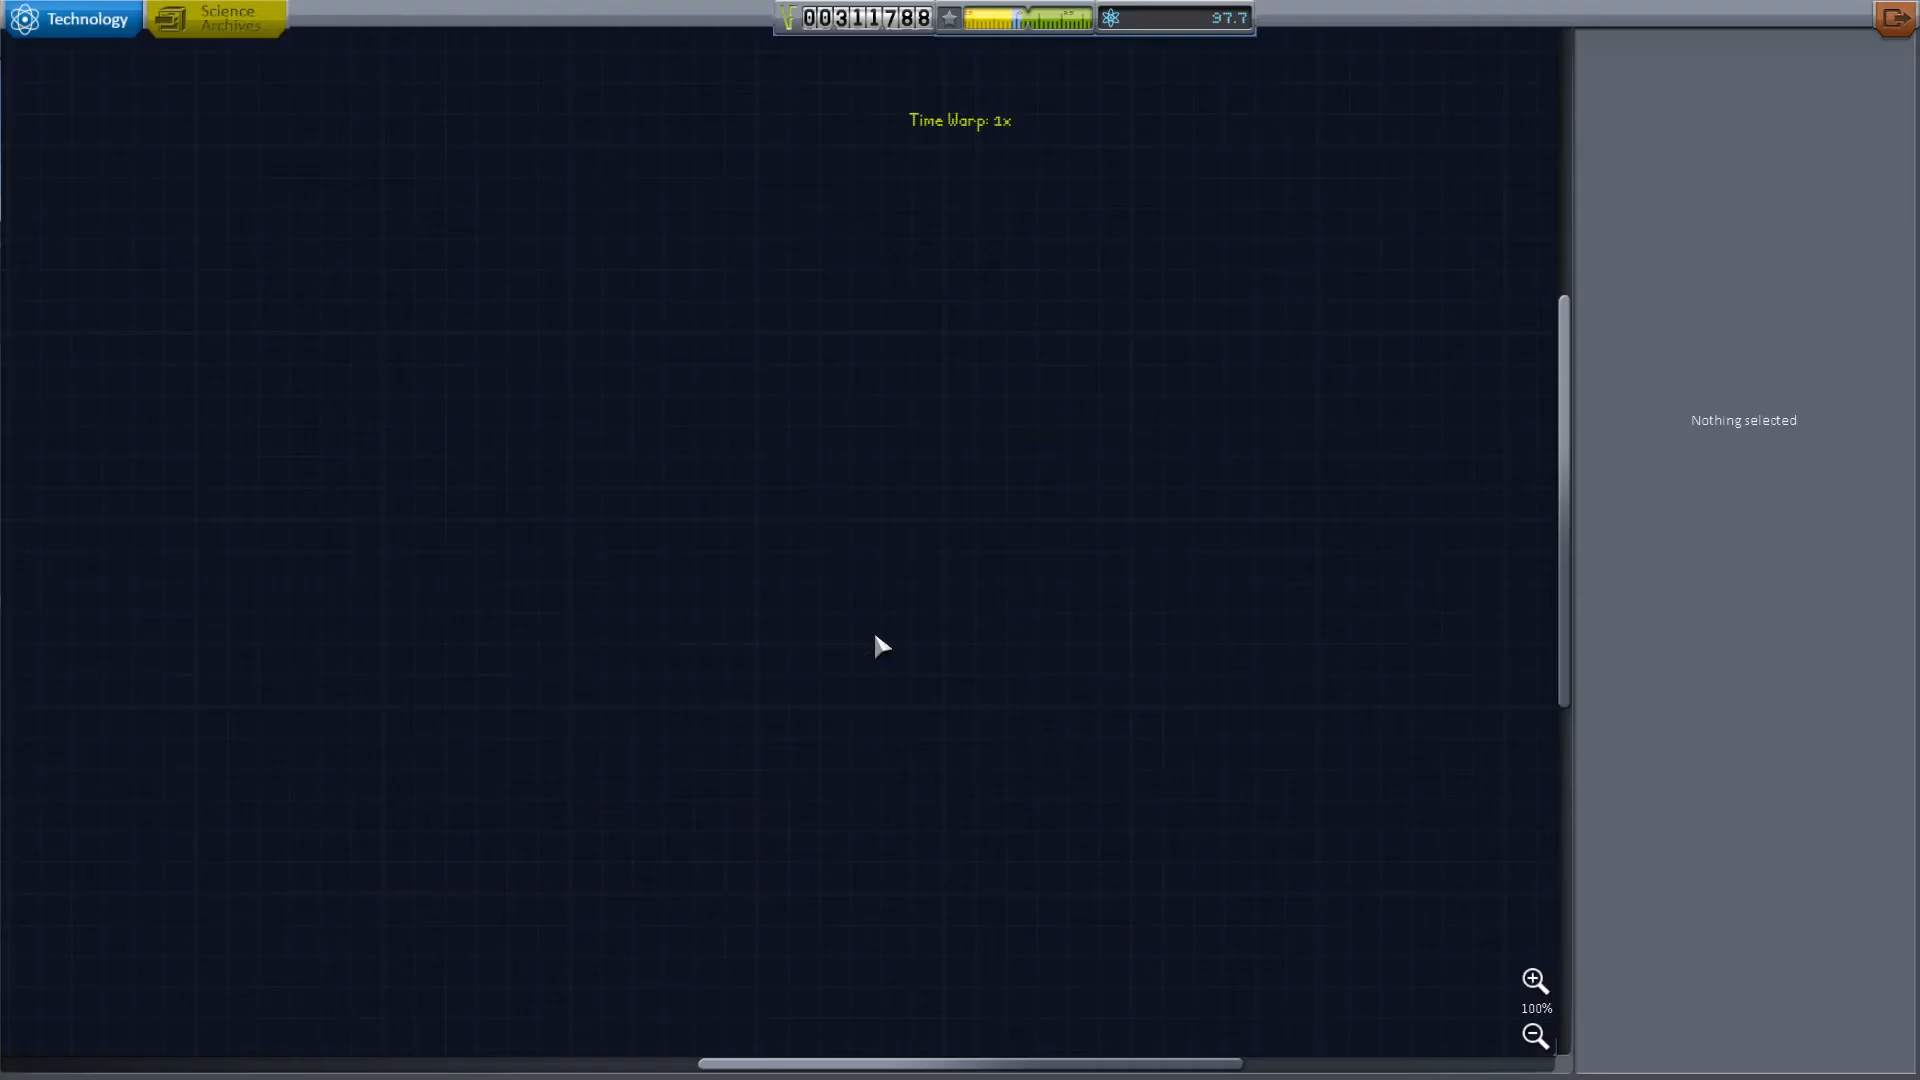 Technology
Science
Archives
00311788
97.7
Time Warp: 1x
Nothing selected
100%